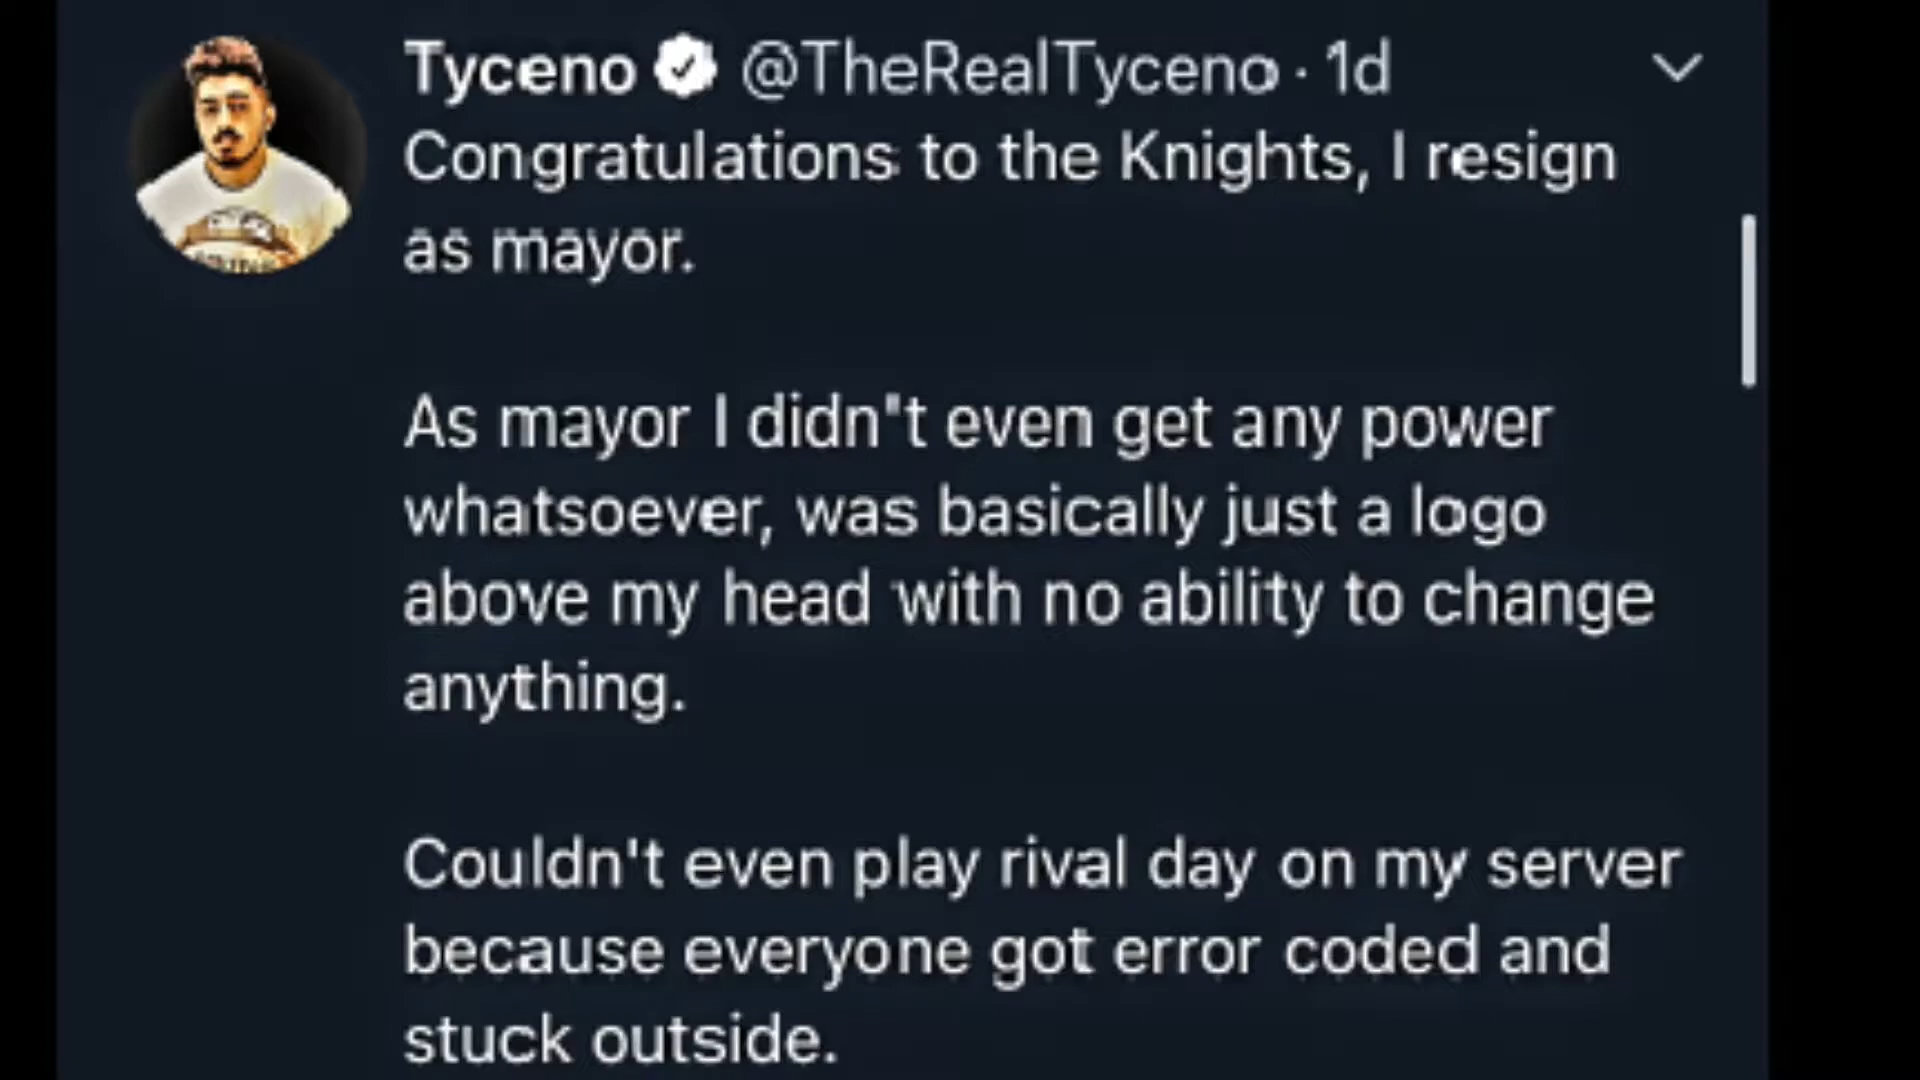 Tyceno @TheRealTyceno · 1d
Congratulations to the Knights, I resign
as mayor.
As mayor I didn't even get any power
whatsoever, was basically just a logo
above my head with no ability to change
anything.
Couldn't even play rival day on my server
because everyone got error coded and
stuck outside.